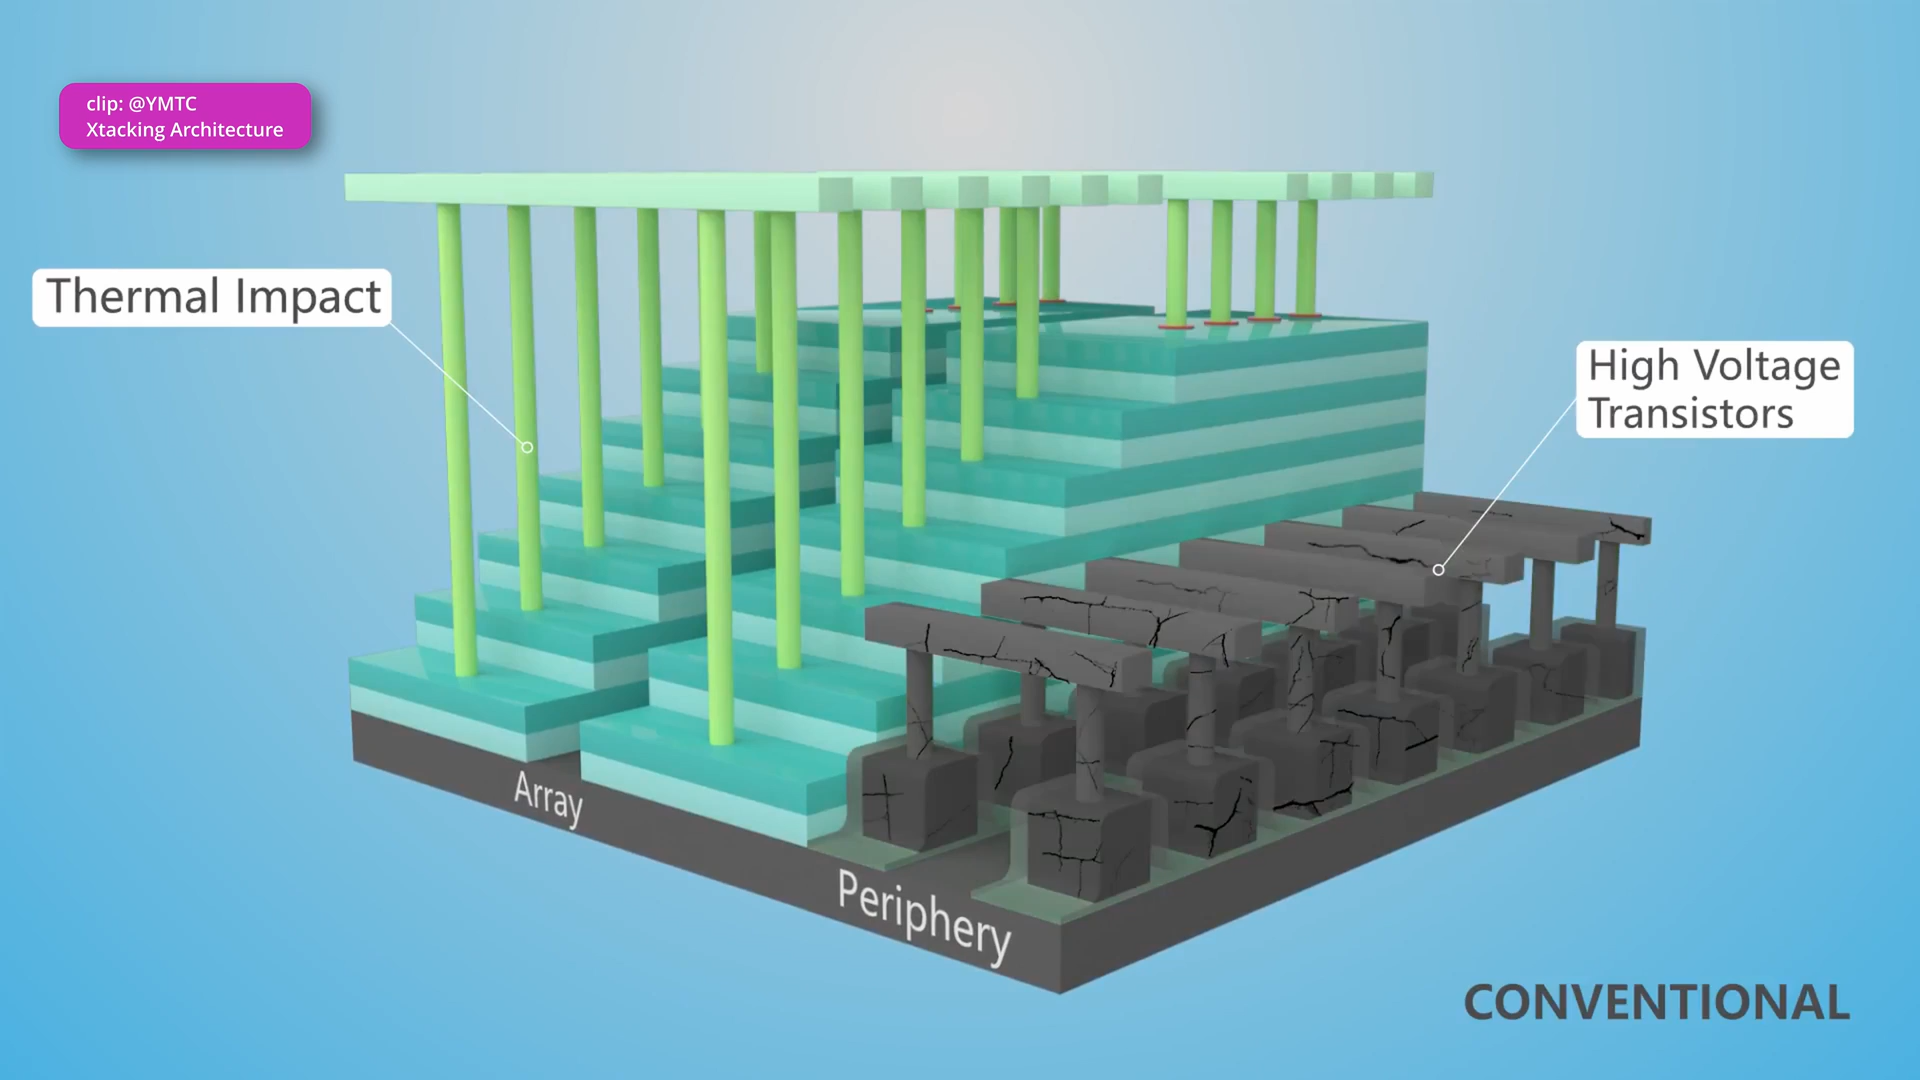 clip: @YMTC
Xtacking Architecture
Thermal Impact
High Voltage
Transistors
Array
Periphery
CONVENTIONAL